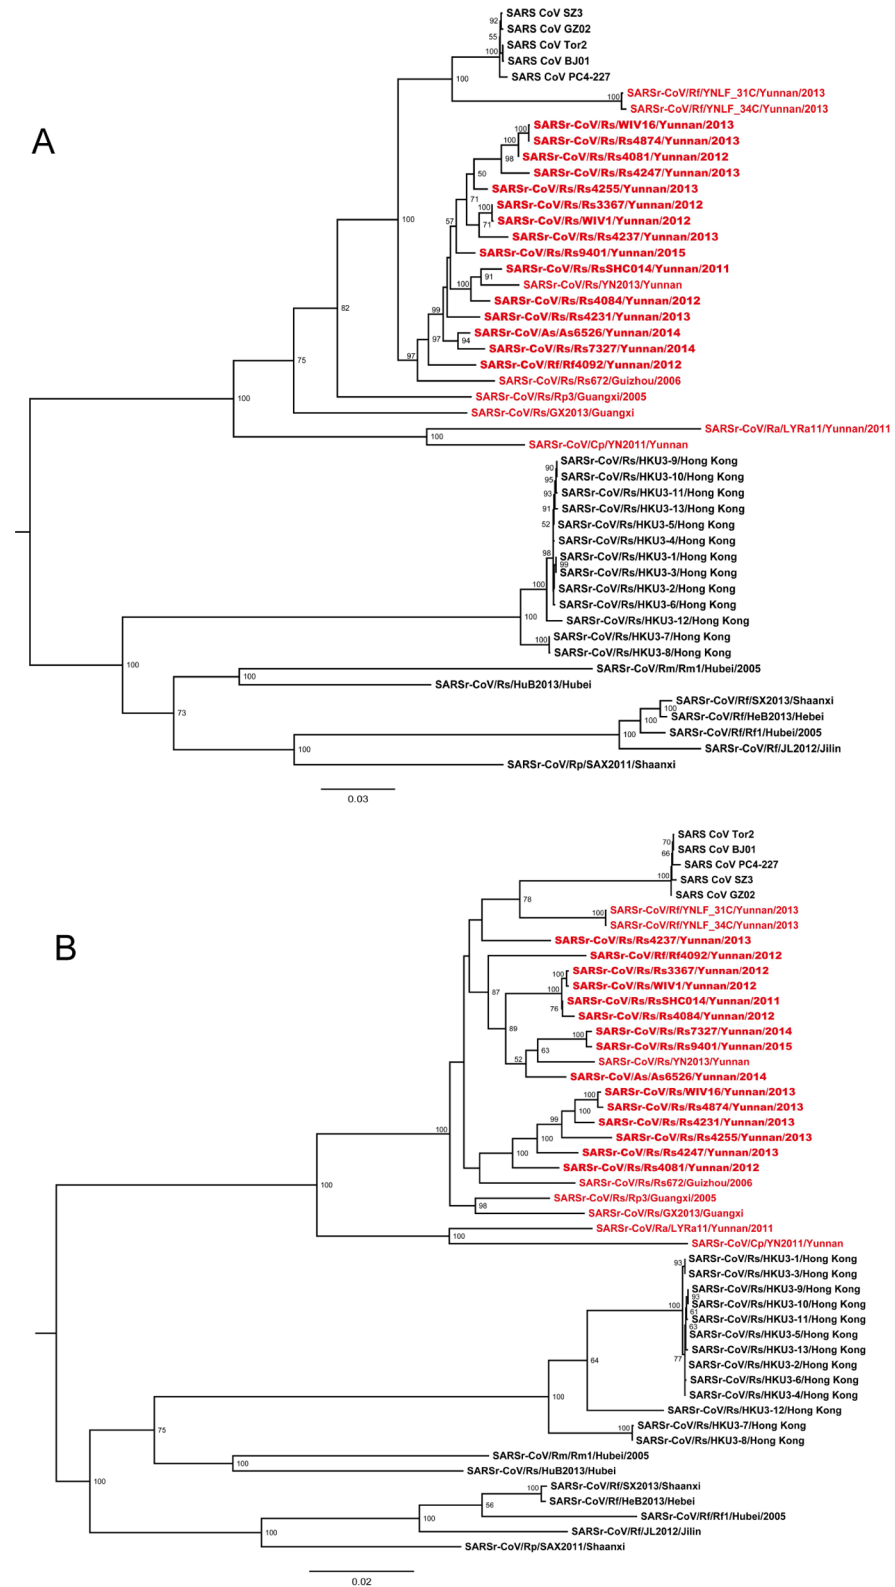 A
SARS CoV SZ3
SARS CoV GZ02
SARS CoV Tor2
SARS CoV BJ01
SARS CoV PC4-227
SARSr-CoV/Rf/YNLF_31C/Yunnan/2013
SARSr-CoV/Rf/YNLF_34C/Yunnan/2013
SARSr-CoV/Rs/WIV16/Yunnan/2013
SARSr-CoV/Rs/Rs4874/Yunnan/2013
SARSr-CoV/Rs/Rs4081/Yunnan/2012
SARSr-CoV/Rs/Rs4247/Yunnan/2013
SARSr-CoV/Rs/Rs4255/Yunnan/2013
SARSr-CoV/Rs/Rs3367/Yunnan/2012
SARSr-CoV/Rs/WIV1/Yunnan/2012
SARSr-CoV/Rs/Rs4237/Yunnan/2013
SARSr-CoV/Rs/Rs9401/Yunnan/2015
SARSr-CoV/Rs/RsSHC014/Yunnan/2011
SARSr-CoV/Rs/YN2013/Yunnan
SARSr-CoV/Rs/Rs4084/Yunnan/2012
SARSr-CoV/Rs/Rs4231/Yunnan/2013
SARSr-CoV/As/As6526/Yunnan/2014
SARSr-CoV/Rs/Rs7327/Yunnan/2014
SARSr-CoV/Rf/Rf4092/Yunnan/2012
SARSr-CoV/Rs/Rs672/Guizhou/2006
SARSr-CoV/Rs/Rp3/Guangxi/2005
SARSr-CoV/Rs/GX2013/Guangxi
SARSr-CoV/Ra/LYRa11/Yunnan/2011
SARSr-CoV/Cp/YN2011/Yunnan
SARSr-CoV/Rs/HKU3-9/Hong Kong
SARSr-CoV/Rs/HKU3-10/Hong Kong
SARSr-CoV/Rs/HKU3-11/Hong Kong
SARSr-CoV/Rs/HKU3-13/Hong Kong
SARSr-CoV/Rs/HKU3-5/Hong Kong
SARSr-CoV/Rs/HKU3-4/Hong Kong
SARSr-CoV/Rs/HKU3-1/Hong Kong
SARSr-CoV/Rs/HKU3-3/Hong Kong
SARSr-CoV/Rs/HKU3-2/Hong Kong
SARSr-CoV/Rs/HKU3-6/Hong Kong
SARSr-CoV/Rs/HKU3-12/Hong Kong
SARSr-CoV/Rs/HKU3-7/Hong Kong
SARSr-CoV/Rs/HKU3-8/Hong Kong
SARSr-CoV/Rm/Rm1/Hubei/2005
SARSr-CoV/Rs/HuB2013/Hubei
SARSr-CoV/Rf/SX2013/Shaanxi
SARSr-CoV/Rf/HeB2013/Hebei
SARSr-CoV/Rf/Rf1/Hubei/2005
SARSr-CoV/Rf/JL2012/Jilin
SARSr-CoV/Rp/SAX2011/Shaanxi
92
55
100
100
100
100
100
98
50
71
100
71
57
91
100
99
97
94
97
100
82
75
100
100
90
95
93
91
52
98
99
100
100
100
100
100
73
100
100
100
100
0.03
B
SARS CoV Tor2
SARS CoV BJ01
SARS CoV PC4-227
SARS CoV SZ3
SARS CoV GZ02
SARSr-CoV/Rf/YNLF_31C/Yunnan/2013
SARSr-CoV/Rf/YNLF_34C/Yunnan/2013
SARSr-CoV/Rs/Rs4237/Yunnan/2013
SARSr-CoV/Rf/Rf4092/Yunnan/2012
SARSr-CoV/Rs/Rs3367/Yunnan/2012
SARSr-CoV/Rs/WIV1/Yunnan/2012
SARSr-CoV/Rs/RsSHC014/Yunnan/2011
SARSr-CoV/Rs/Rs4084/Yunnan/2012
SARSr-CoV/Rs/Rs7327/Yunnan/2014
SARSr-CoV/Rs/Rs9401/Yunnan/2015
SARSr-CoV/Rs/YN2013/Yunnan
SARSr-CoV/As/As6526/Yunnan/2014
SARSr-CoV/Rs/WIV16/Yunnan/2013
SARSr-CoV/Rs/Rs4874/Yunnan/2013
SARSr-CoV/Rs/Rs4231/Yunnan/2013
SARSr-CoV/Rs/Rs4255/Yunnan/2013
SARSr-CoV/Rs/Rs4247/Yunnan/2013
SARSr-CoV/Rs/Rs4081/Yunnan/2012
SARSr-CoV/Rs/Rs672/Guizhou/2006
SARSr-CoV/Rs/Rp3/Guangxi/2005
SARSr-CoV/Rs/GX2013/Guangxi
SARSr-CoV/Ra/LYRa11/Yunnan/2011
SARSr-CoV/Cp/YN2011/Yunnan
SARSr-CoV/Rs/HKU3-1/Hong Kong
SARSr-CoV/Rs/HKU3-3/Hong Kong
SARSr-CoV/Rs/HKU3-9/Hong Kong
SARSr-CoV/Rs/HKU3-10/Hong Kong
SARSr-CoV/Rs/HKU3-11/Hong Kong
SARSr-CoV/Rs/HKU3-5/Hong Kong
SARSr-CoV/Rs/HKU3-13/Hong Kong
SARSr-CoV/Rs/HKU3-2/Hong Kong
SARSr-CoV/Rs/HKU3-6/Hong Kong
SARSr-CoV/Rs/HKU3-4/Hong Kong
SARSr-CoV/Rs/HKU3-12/Hong Kong
SARSr-CoV/Rs/HKU3-7/Hong Kong
SARSr-CoV/Rs/HKU3-8/Hong Kong
SARSr-CoV/Rm/Rm1/Hubei/2005
SARSr-CoV/Rs/HuB2013/Hubei
SARSr-CoV/Rf/SX2013/Shaanxi
SARSr-CoV/Rf/HeB2013/Hebei
SARSr-CoV/Rf/Rf1/Hubei/2005
SARSr-CoV/Rf/JL2012/Jilin
SARSr-CoV/Rp/SAX2011/Shaanxi
70
66
100
78
100
87
100
100
76
89
100
63
52
100
100
99
100
100
100
98
100
100
93
93
61
63
100
77
64
100
100
75
100
100
100
56
100
100
0.02